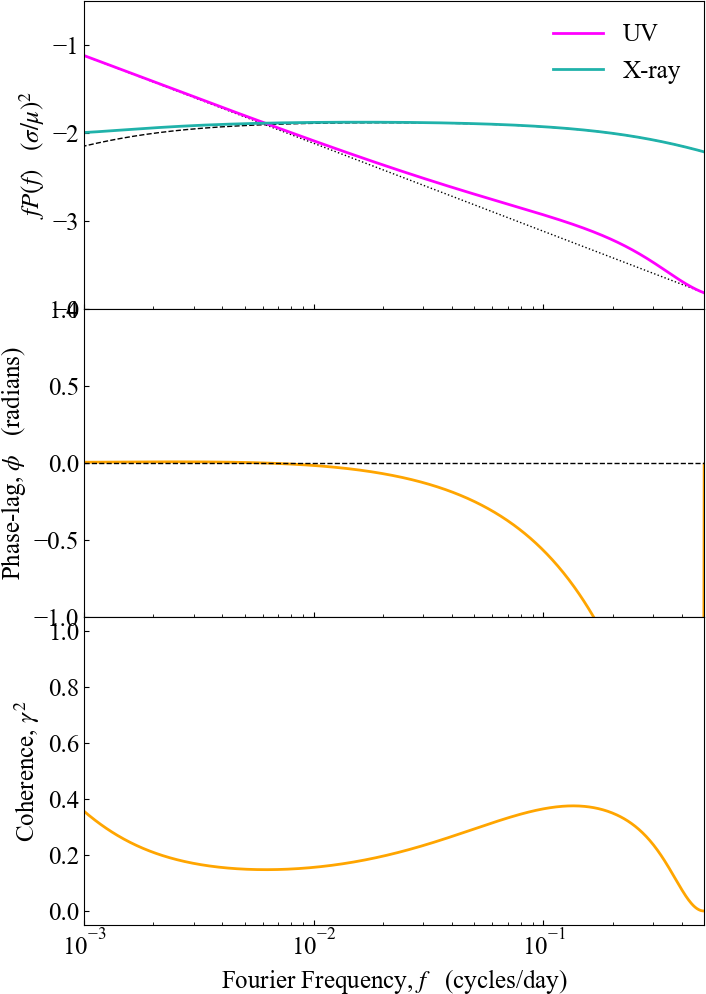 UV
X-ray
fP(f) (σ/μ)²
−1
−2
−3
−4
Phase-lag, ϕ (radians)
1.0
0.5
0.0
−0.5
−1.0
Coherence, γ²
1.0
0.8
0.6
0.4
0.2
0.0
10⁻³ 10⁻² 10⁻¹
Fourier Frequency, f (cycles/day)